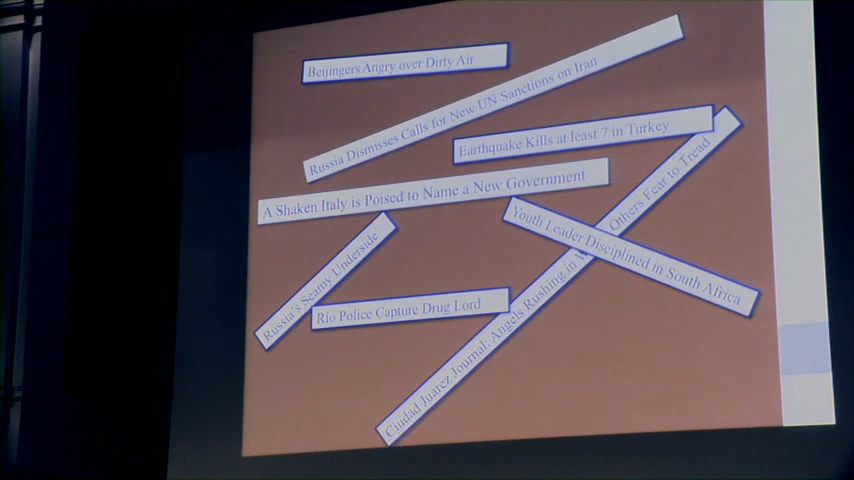 Beijingers Angry over Dirty Air
Russia Dismisses Calls for New UN Sanctions on Iran
Earthquake Kills at least 7 in Turkey
A Shaken Italy is Poised to Name a New Government
Youth Leader Disciplined in South Africa
Russia's Seamy Underside
Rio Police Capture Drug Lord
Ciudad Juarez Journal: Angels Rushing in Others Fear to Tread